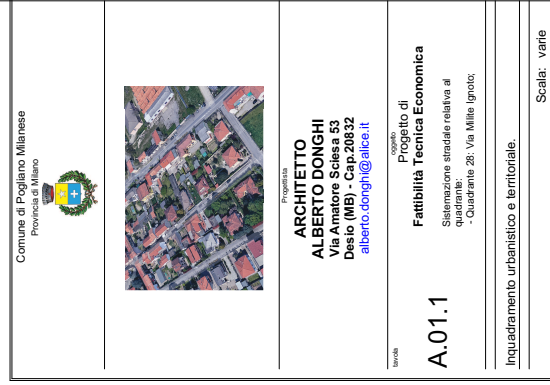 Comune di Pogliano Milanese
Provincia di Milano
Progettista
ARCHITETTO
ALBERTO DONGHI
Via Amatore Sciesa 53
Desio (MB) - Cap.20832
alberto.donghi@alice.it
tavola
A.01.1
oggetto
Progetto di
Fattibilità Tecnica Economica
Sistemazione stradale relativa al
quadrante:
- Quadrante 28: Via Milite Ignoto;
Inquadramento urbanistico e territoriale.
Scala: varie